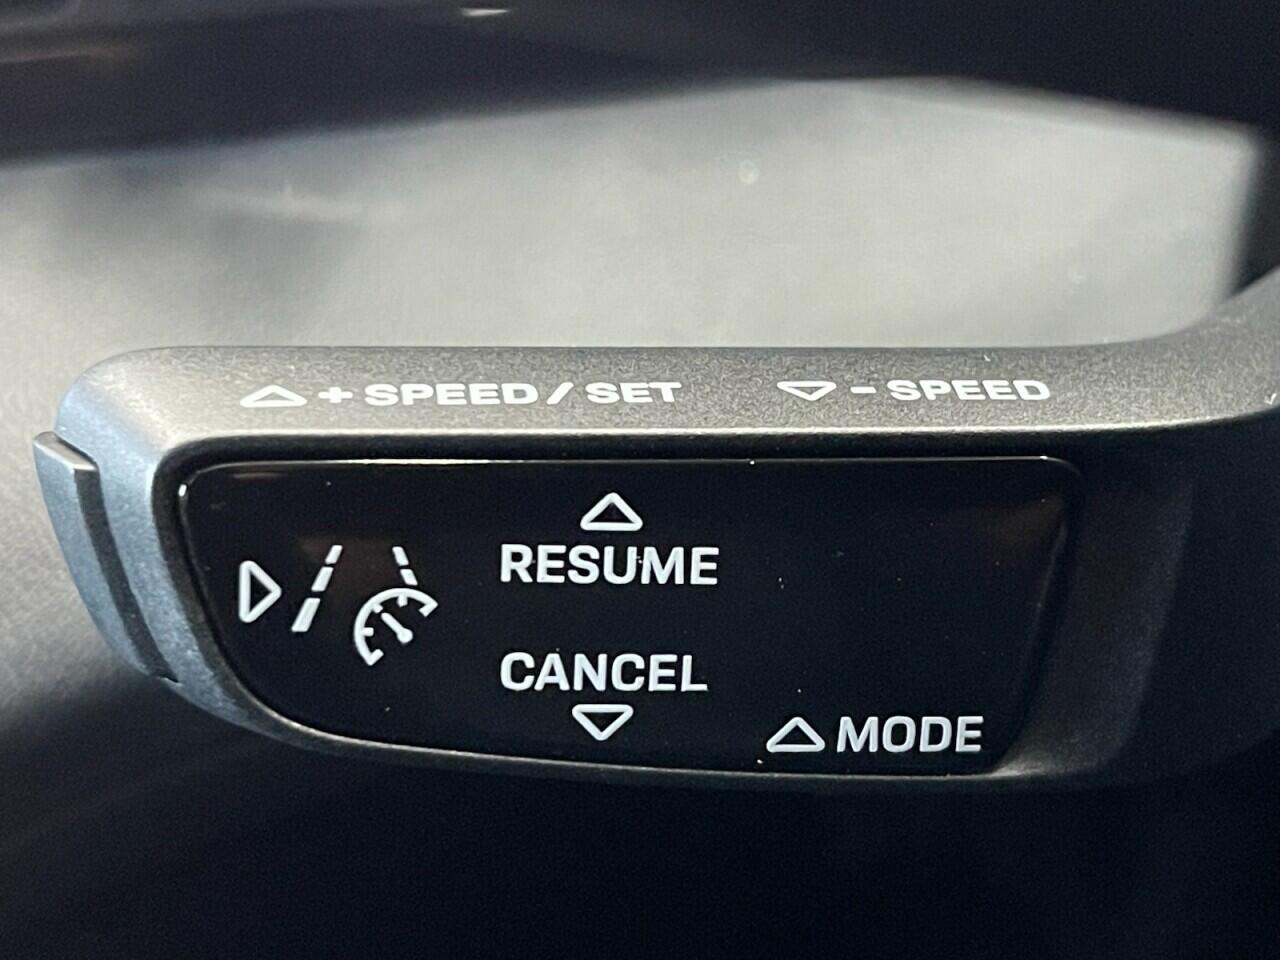 + SPEED / SET - SPEED
RESUME
CANCEL
MODE